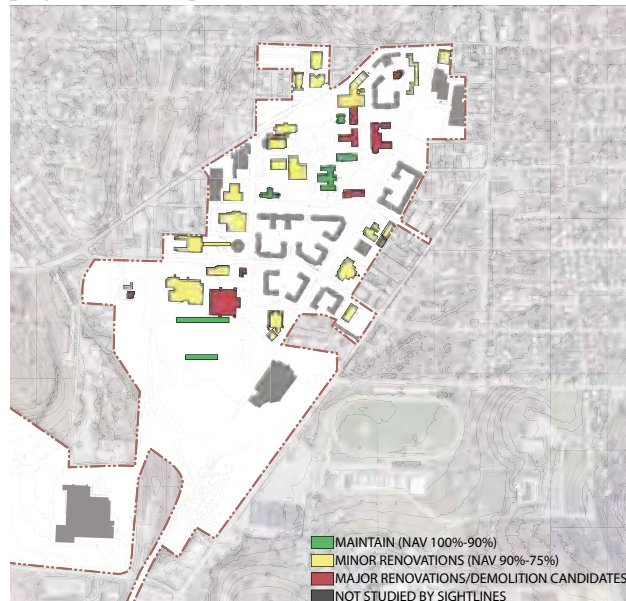 MAINTAIN (NAV 100%-90%)
MINOR RENOVATIONS (NAV 90%-75%)
MAJOR RENOVATIONS/DEMOLITION CANDIDATES
NOT STUDIED BY SIGHTLINES